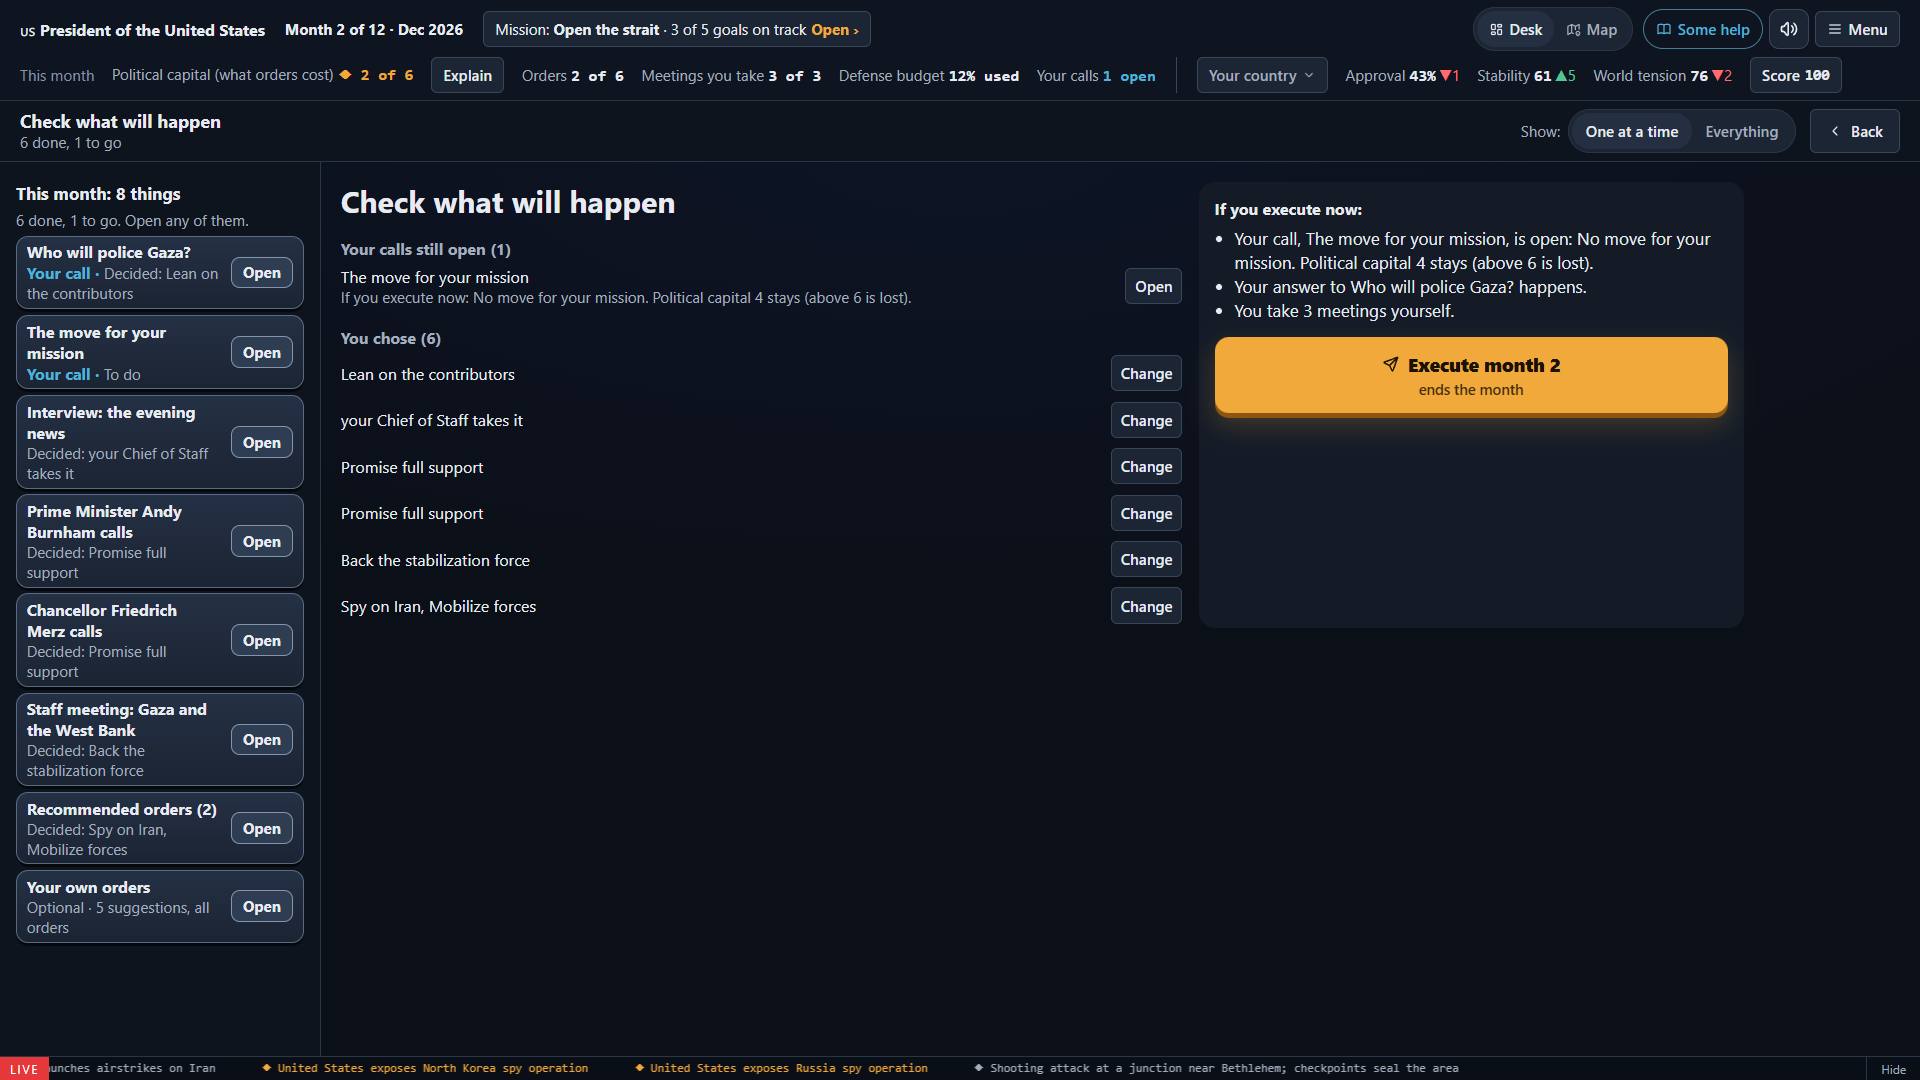 US President of the United States
Month 2 of 12 · Dec 2026
Mission: Open the strait · 3 of 5 goals on track Open ›
Desk
Map
Some help
Menu
This month
Political capital (what orders cost) ◆ 2 of 6
Explain
Orders 2 of 6
Meetings you take 3 of 3
Defense budget 12% used
Your calls 1 open
Your country
Approval 43% ▼1
Stability 61 ▲5
World tension 76 ▼2
Score 100
Check what will happen
6 done, 1 to go
Show:
One at a time
Everything
Back
This month: 8 things
6 done, 1 to go. Open any of them.
Who will police Gaza?
Your call · Decided: Lean on
the contributors
Open
The move for your
mission
Your call · To do
Open
Interview: the evening
news
Decided: your Chief of Staff
takes it
Open
Prime Minister Andy
Burnham calls
Decided: Promise full
support
Open
Chancellor Friedrich
Merz calls
Decided: Promise full
support
Open
Staff meeting: Gaza and
the West Bank
Decided: Back the
stabilization force
Open
Recommended orders (2)
Decided: Spy on Iran,
Mobilize forces
Open
Your own orders
Optional · 5 suggestions, all
orders
Open
Check what will happen
Your calls still open (1)
The move for your mission
If you execute now: No move for your mission. Political capital 4 stays (above 6 is lost).
Open
You chose (6)
Lean on the contributors
Change
your Chief of Staff takes it
Change
Promise full support
Change
Promise full support
Change
Back the stabilization force
Change
Spy on Iran, Mobilize forces
Change
If you execute now:
• Your call, The move for your mission, is open: No move for your
mission. Political capital 4 stays (above 6 is lost).
• Your answer to Who will police Gaza? happens.
• You take 3 meetings yourself.
Execute month 2
ends the month
LIVE
unches airstrikes on Iran
◆ United States exposes North Korea spy operation
◆ United States exposes Russia spy operation
◆ Shooting attack at a junction near Bethlehem; checkpoints seal the area
Hide